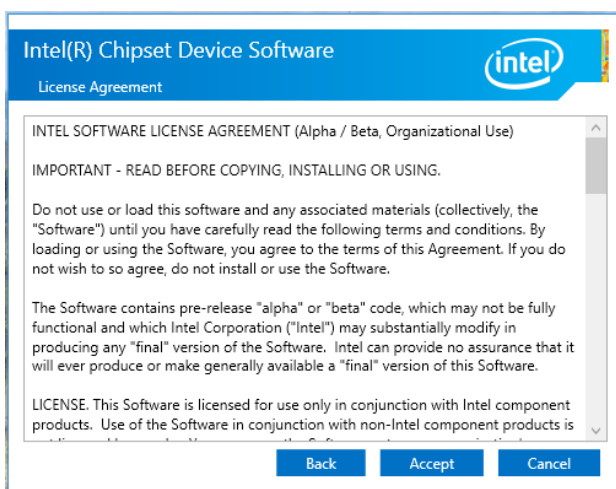 Intel(R) Chipset Device Software
intel
License Agreement
INTEL SOFTWARE LICENSE AGREEMENT (Alpha / Beta, Organizational Use)
IMPORTANT - READ BEFORE COPYING, INSTALLING OR USING.
Do not use or load this software and any associated materials (collectively, the
"Software") until you have carefully read the following terms and conditions. By
loading or using the Software, you agree to the terms of this Agreement. If you do
not wish to so agree, do not install or use the Software.
The Software contains pre-release "alpha" or "beta" code, which may not be fully
functional and which Intel Corporation ("Intel") may substantially modify in
producing any "final" version of the Software.  Intel can provide no assurance that it
will ever produce or make generally available a "final" version of this Software.
LICENSE. This Software is licensed for use only in conjunction with Intel component
products.  Use of the Software in conjunction with non-Intel component products is
Back
Accept
Cancel